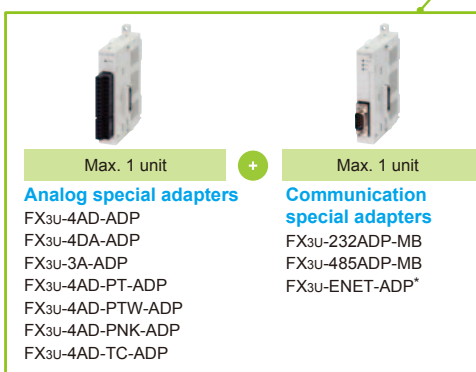 Max. 1 unit
+
Max. 1 unit
Analog special adapters
FX3U-4AD-ADP
FX3U-4DA-ADP
FX3U-3A-ADP
FX3U-4AD-PT-ADP
FX3U-4AD-PTW-ADP
FX3U-4AD-PNK-ADP
FX3U-4AD-TC-ADP
Communication
special adapters
FX3U-232ADP-MB
FX3U-485ADP-MB
FX3U-ENET-ADP*